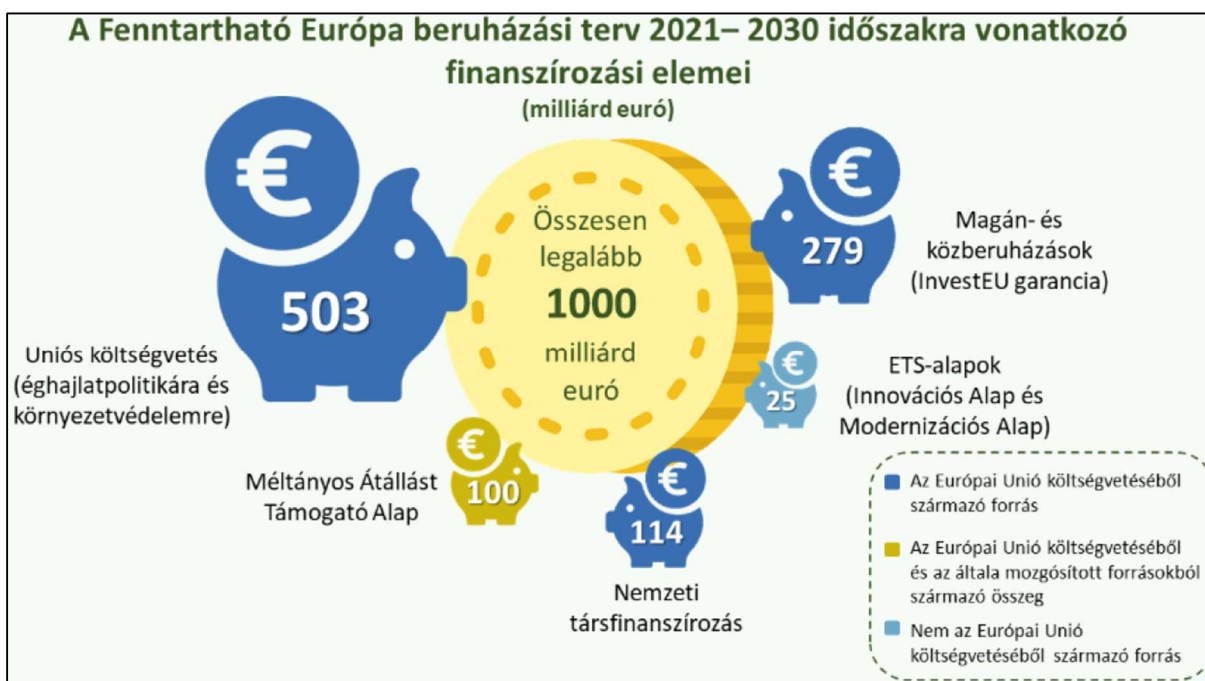 A Fenntartható Európa beruházási terv 2021– 2030 időszakra vonatkozó
finanszírozási elemei
(milliárd euró)
€
503
Uniós költségvetés
(éghajlatpolitikára és
környezetvédelemre)
Összesen
legalább
1000
milliárd
euró
€
279
Magán- és
közberuházások
(InvestEU garancia)
€
25
ETS-alapok
(Innovációs Alap és
Modernizációs Alap)
€
100
Méltányos Átállást
Támogató Alap
€
114
Nemzeti
társfinanszírozás
Az Európai Unió költségvetéséből
származó forrás
Az Európai Unió költségvetéséből
és az általa mozgósított forrásokból
származó összeg
Nem az Európai Unió
költségvetéséből származó forrás